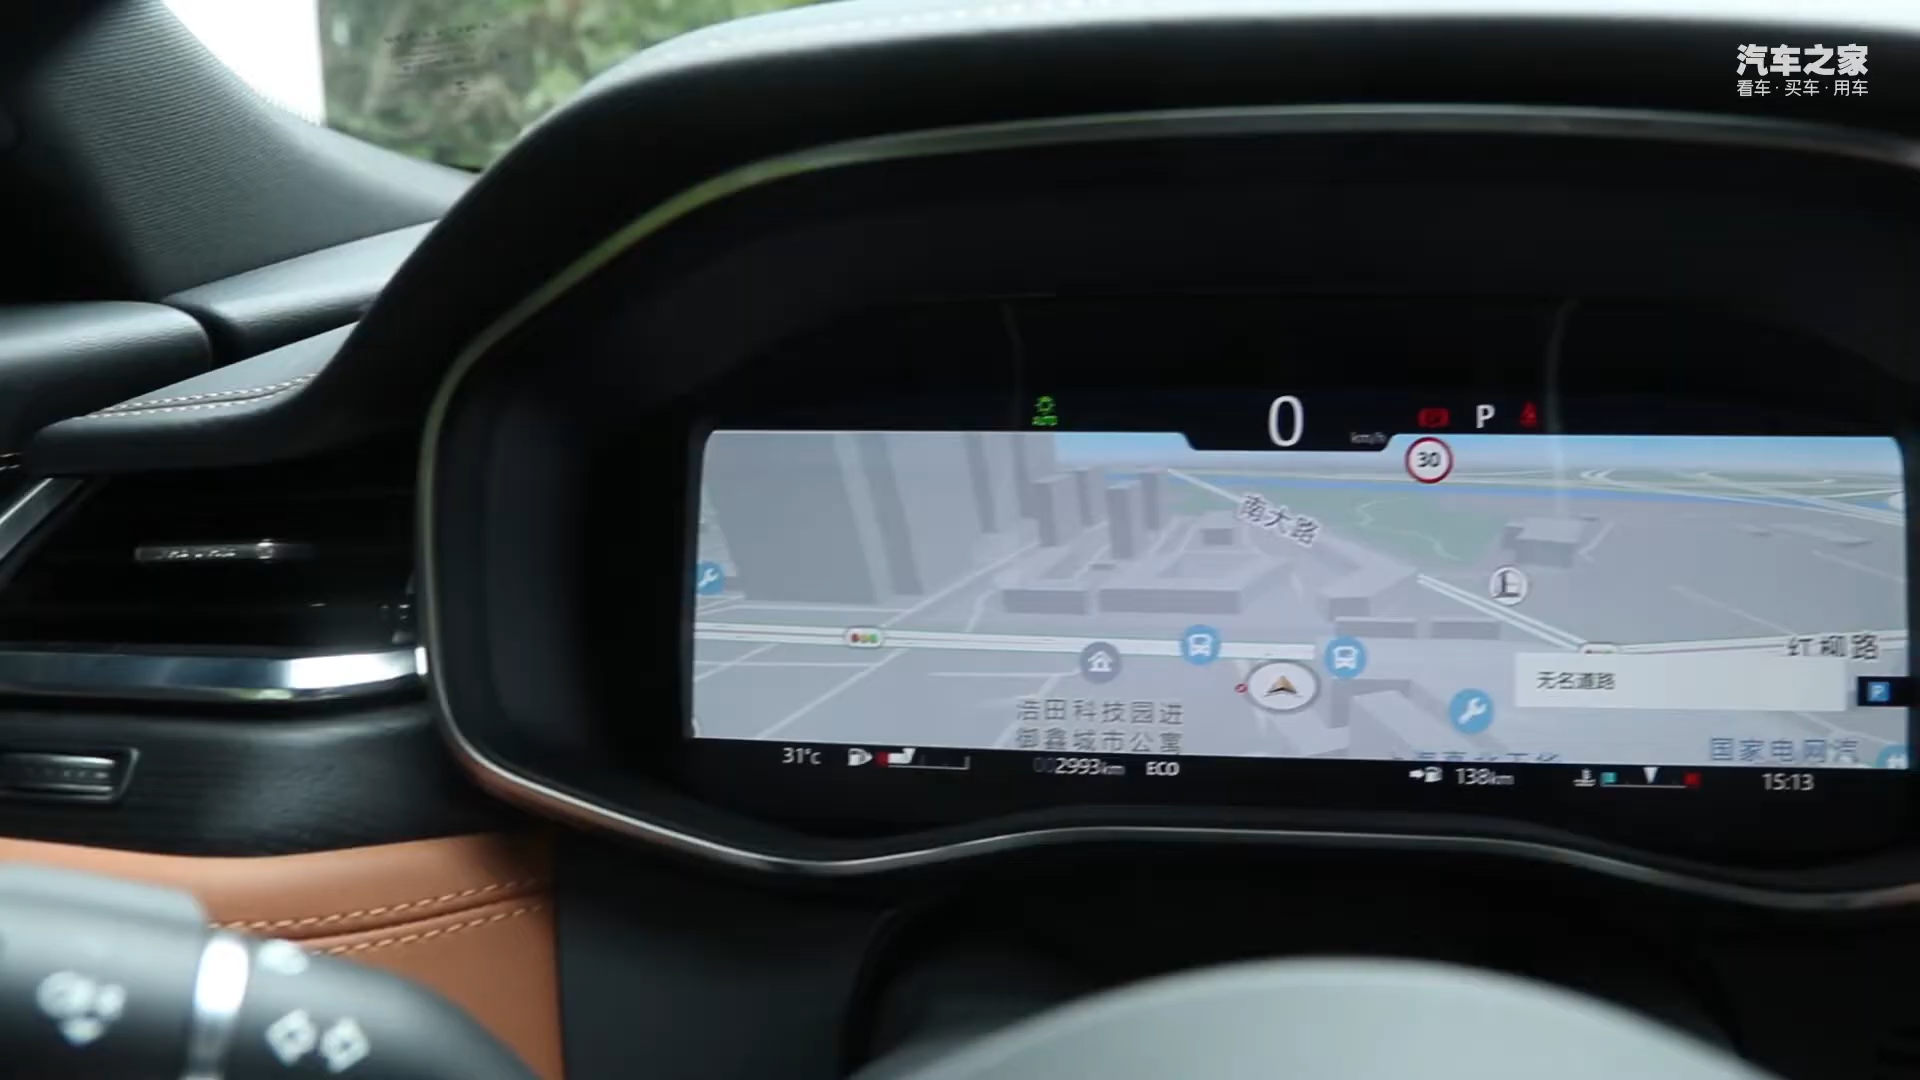 汽车之家
看车·买车·用车
AUTO
0
km/h
P
30
南大路
红柳路
无名道路
P
浩田科技园进
御鑫城市公寓
国家电网汽
31°c
002993km
ECO
138km
15:13